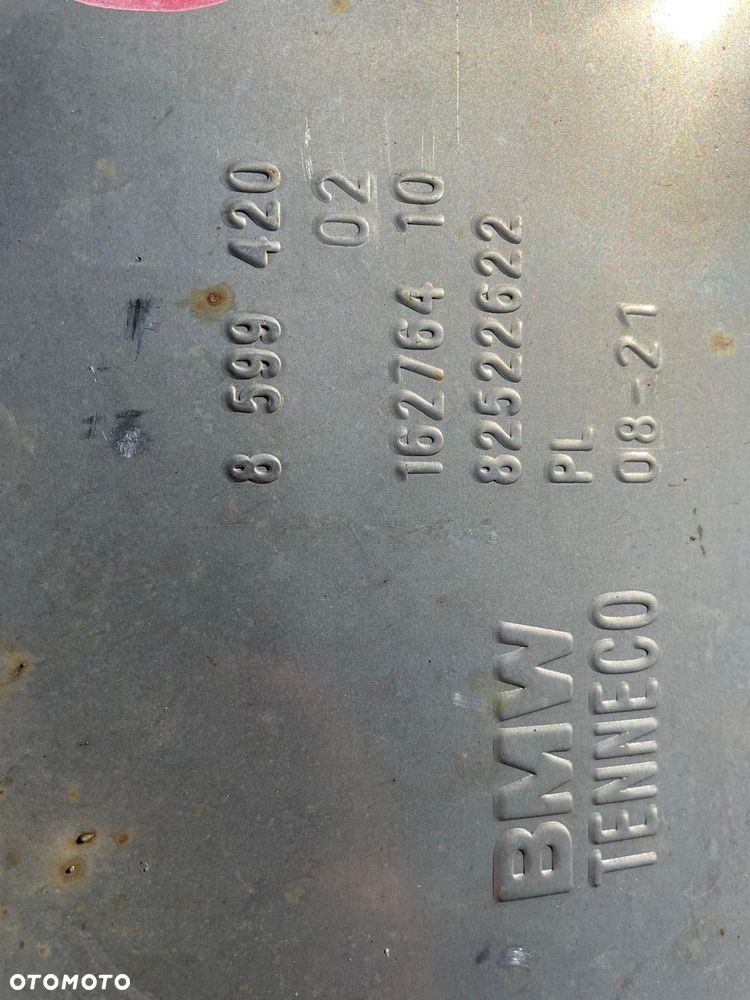 8 599 420
02
162764 10
82522622
PL
08-21
BMW
TENNECO
OTOMOTO